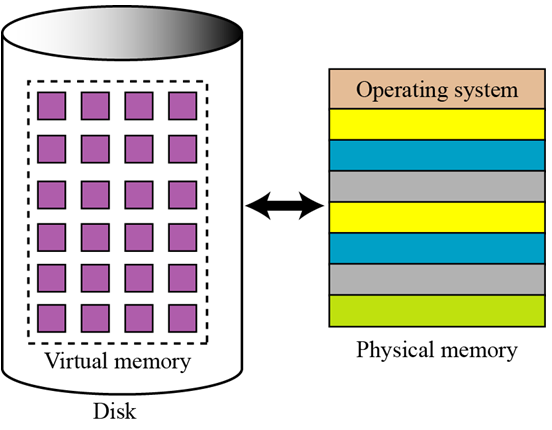 Operating system
Virtual memory
Physical memory
Disk